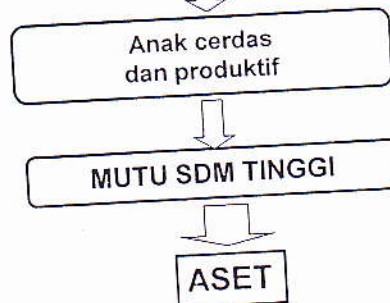 Anak cerdas
dan produktif
MUTU SDM TINGGI
ASET